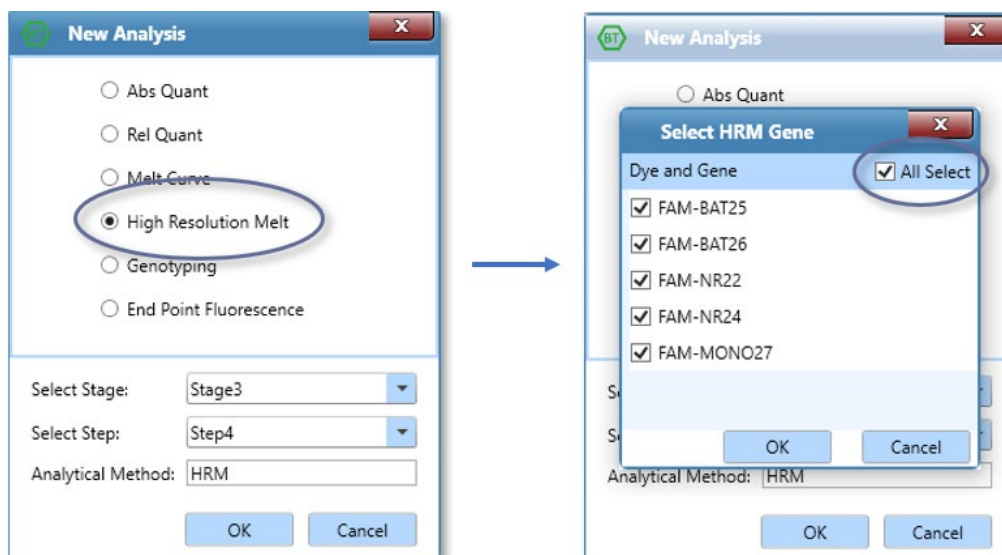 New Analysis
X
Abs Quant
Rel Quant
Melt Curve
High Resolution Melt
Genotyping
End Point Fluorescence
Select Stage: Stage3
Select Step: Step4
Analytical Method: HRM
OK Cancel
BT New Analysis
X
Abs Quant
Select HRM Gene
X
Dye and Gene All Select
FAM-BAT25
FAM-BAT26
FAM-NR22
FAM-NR24
FAM-MONO27
OK Cancel
Analytical Method: HRM
OK Cancel